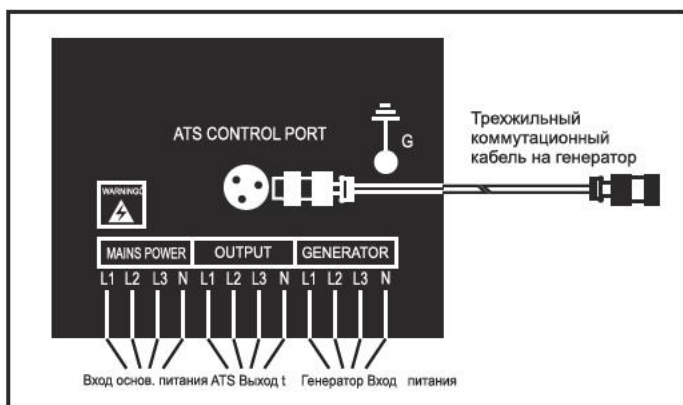 ATS CONTROL PORT
G
Трехжильный
коммутационный
кабель на генератор
WARNING!
MAINS POWER OUTPUT GENERATOR
L1 L2 L3 N L1 L2 L3 N L1 L2 L3 N
Вход основ. питания ATS Выход t Генератор Вход питания